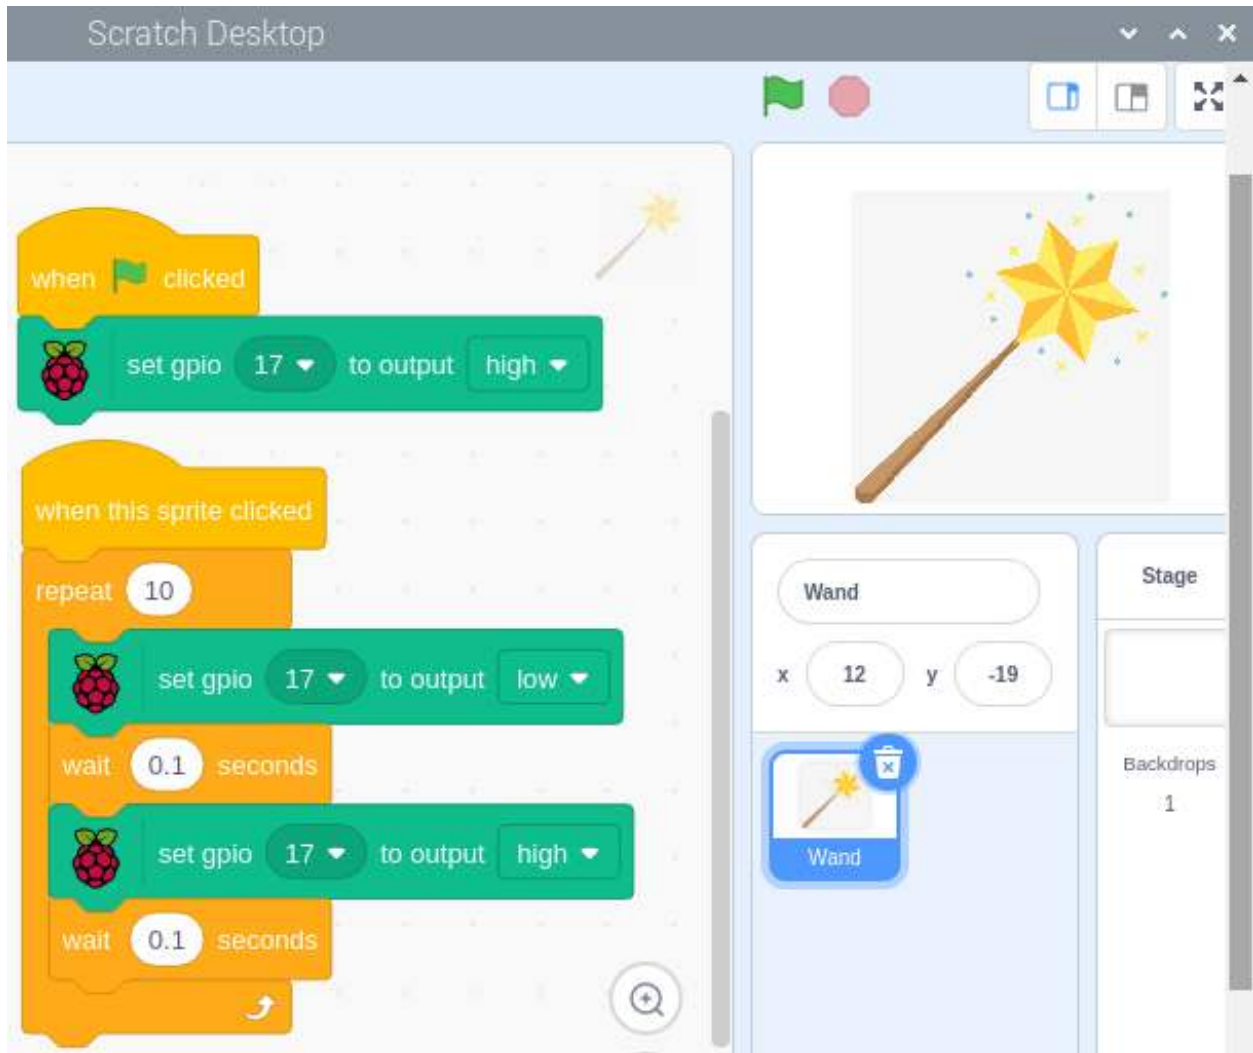 Scratch Desktop
when clicked
set gpio 17 to output high
when this sprite clicked
repeat 10
set gpio 17 to output low
wait 0.1 seconds
set gpio 17 to output high
wait 0.1 seconds
Wand
x 12 y -19
Wand
Stage
Backdrops
1